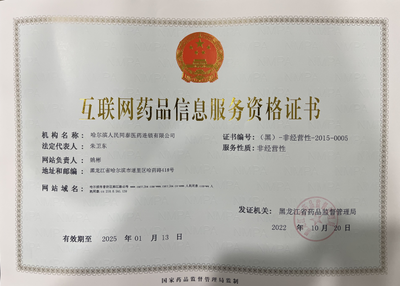 互联网药品信息服务资格证书
机构名称：哈尔滨人民同泰医药连锁有限公司
证书编号：（黑）-非经营性-2015-0005
法定代表人：朱卫东
服务性质：非经营性
网站负责人：姚彬
地址和邮编：黑龙江省哈尔滨市道里区哈药路418号
网站域名：
发证机关：黑龙江省药品监督管理局
2022 年 10 月 20 日
有效期至 2025 年 01 月 13 日
国家药品监督管理局监制